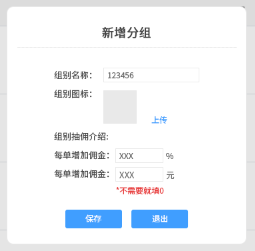 新增分组
组别名称： 123456
组别图标：
上传
组别抽佣介绍:
每单增加佣金： XXX %
每单增加佣金： XXX 元
*不需要就填0
保存 退出